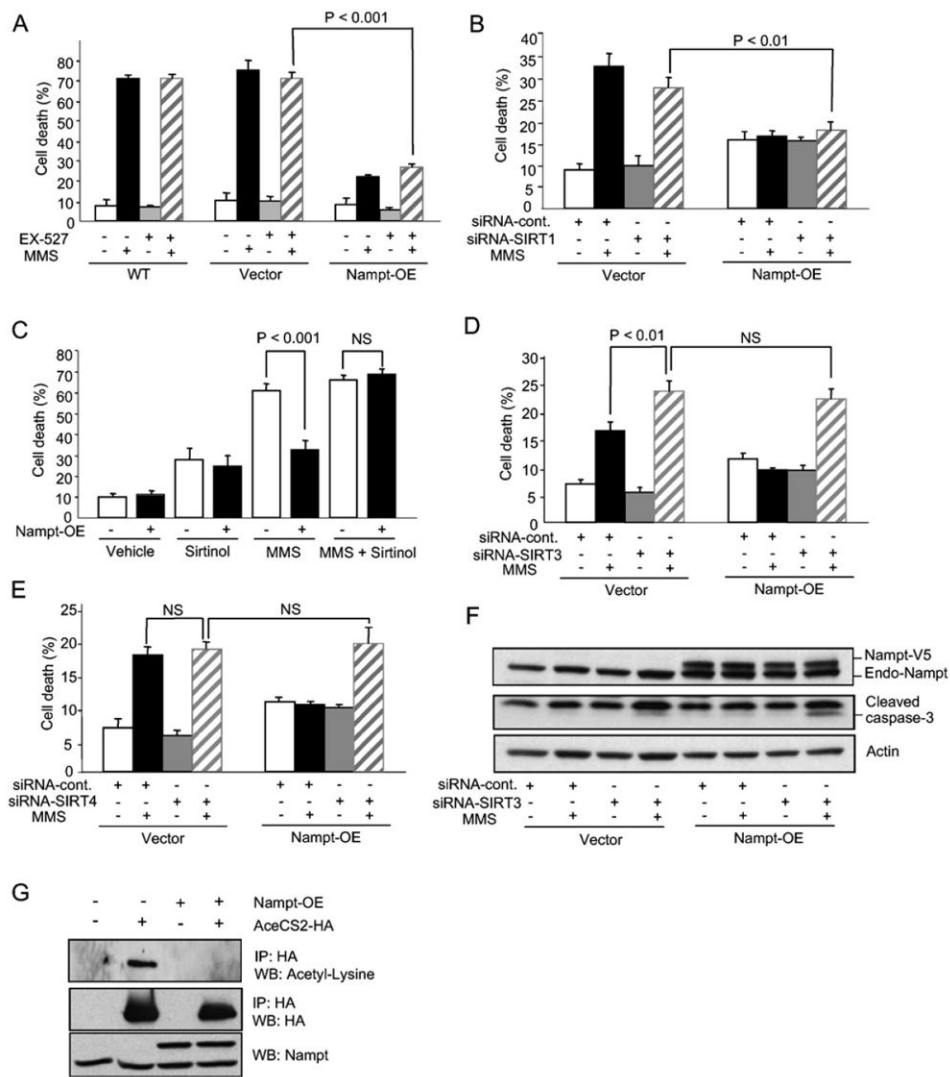 A
P < 0.001
Cell death (%)
80
70
60
50
40
30
20
10
0
EX-527 - - + + - - + + - - + +
MMS - + - + - + - + - + - +
WT Vector Nampt-OE
B
P < 0.01
Cell death (%)
40
35
30
25
20
15
10
5
0
siRNA-cont. + + - - + + - -
siRNA-SIRT1 - - + + - - + +
MMS - + - + - + - +
Vector Nampt-OE
C
P < 0.001 NS
Cell death (%)
80
70
60
50
40
30
20
10
0
Nampt-OE - + - + - + - +
Vehicle Sirtinol MMS MMS + Sirtinol
D
P < 0.01 NS
Cell death (%)
30
25
20
15
10
5
0
siRNA-cont. + + - - + + - -
siRNA-SIRT3 - - + + - - + +
MMS - + - + - + - +
Vector Nampt-OE
E
NS NS
Cell death (%)
25
20
15
10
5
0
siRNA-cont. + + - - + + - -
siRNA-SIRT4 - - + + - - + +
MMS - + - + - + - +
Vector Nampt-OE
F
Nampt-V5
Endo-Nampt
Cleaved
caspase-3
Actin
siRNA-cont. + + - - + + - -
siRNA-SIRT3 - - + + - - + +
MMS - + - + - + - +
Vector Nampt-OE
G
- - + + Nampt-OE
- + - + AceCS2-HA
IP: HA
WB: Acetyl-Lysine
IP: HA
WB: HA
WB: Nampt